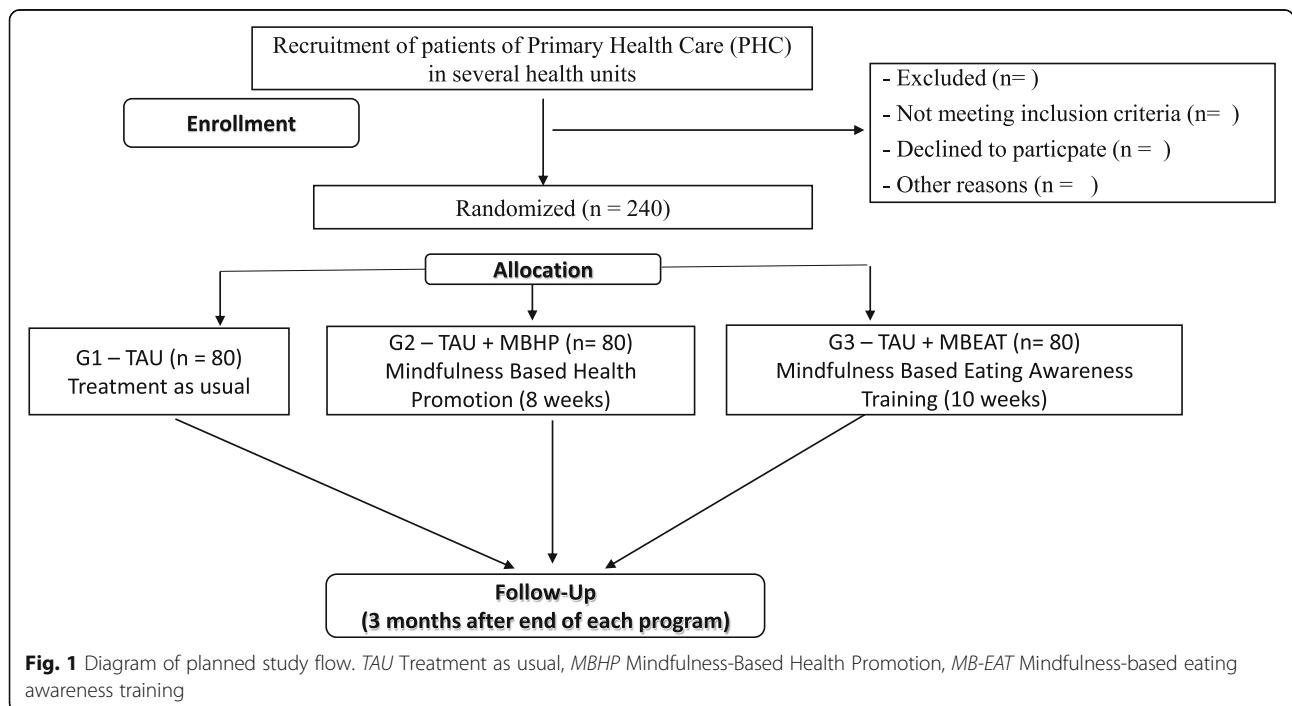 Recruitment of patients of Primary Health Care (PHC)
in several health units
- Excluded (n= )
- Not meeting inclusion criteria (n=  )
- Declined to particpate (n =  )
- Other reasons (n =   )
Enrollment
Randomized (n = 240)
Allocation
G1 – TAU (n = 80)
Treatment as usual
G2 – TAU + MBHP (n= 80)
Mindfulness Based Health
Promotion (8 weeks)
G3 – TAU + MBEAT (n= 80)
Mindfulness Based Eating Awareness
Training (10 weeks)
Follow-Up
(3 months after end of each program)
Fig. 1 Diagram of planned study flow. TAU Treatment as usual, MBHP Mindfulness-Based Health Promotion, MB-EAT Mindfulness-based eating
awareness training